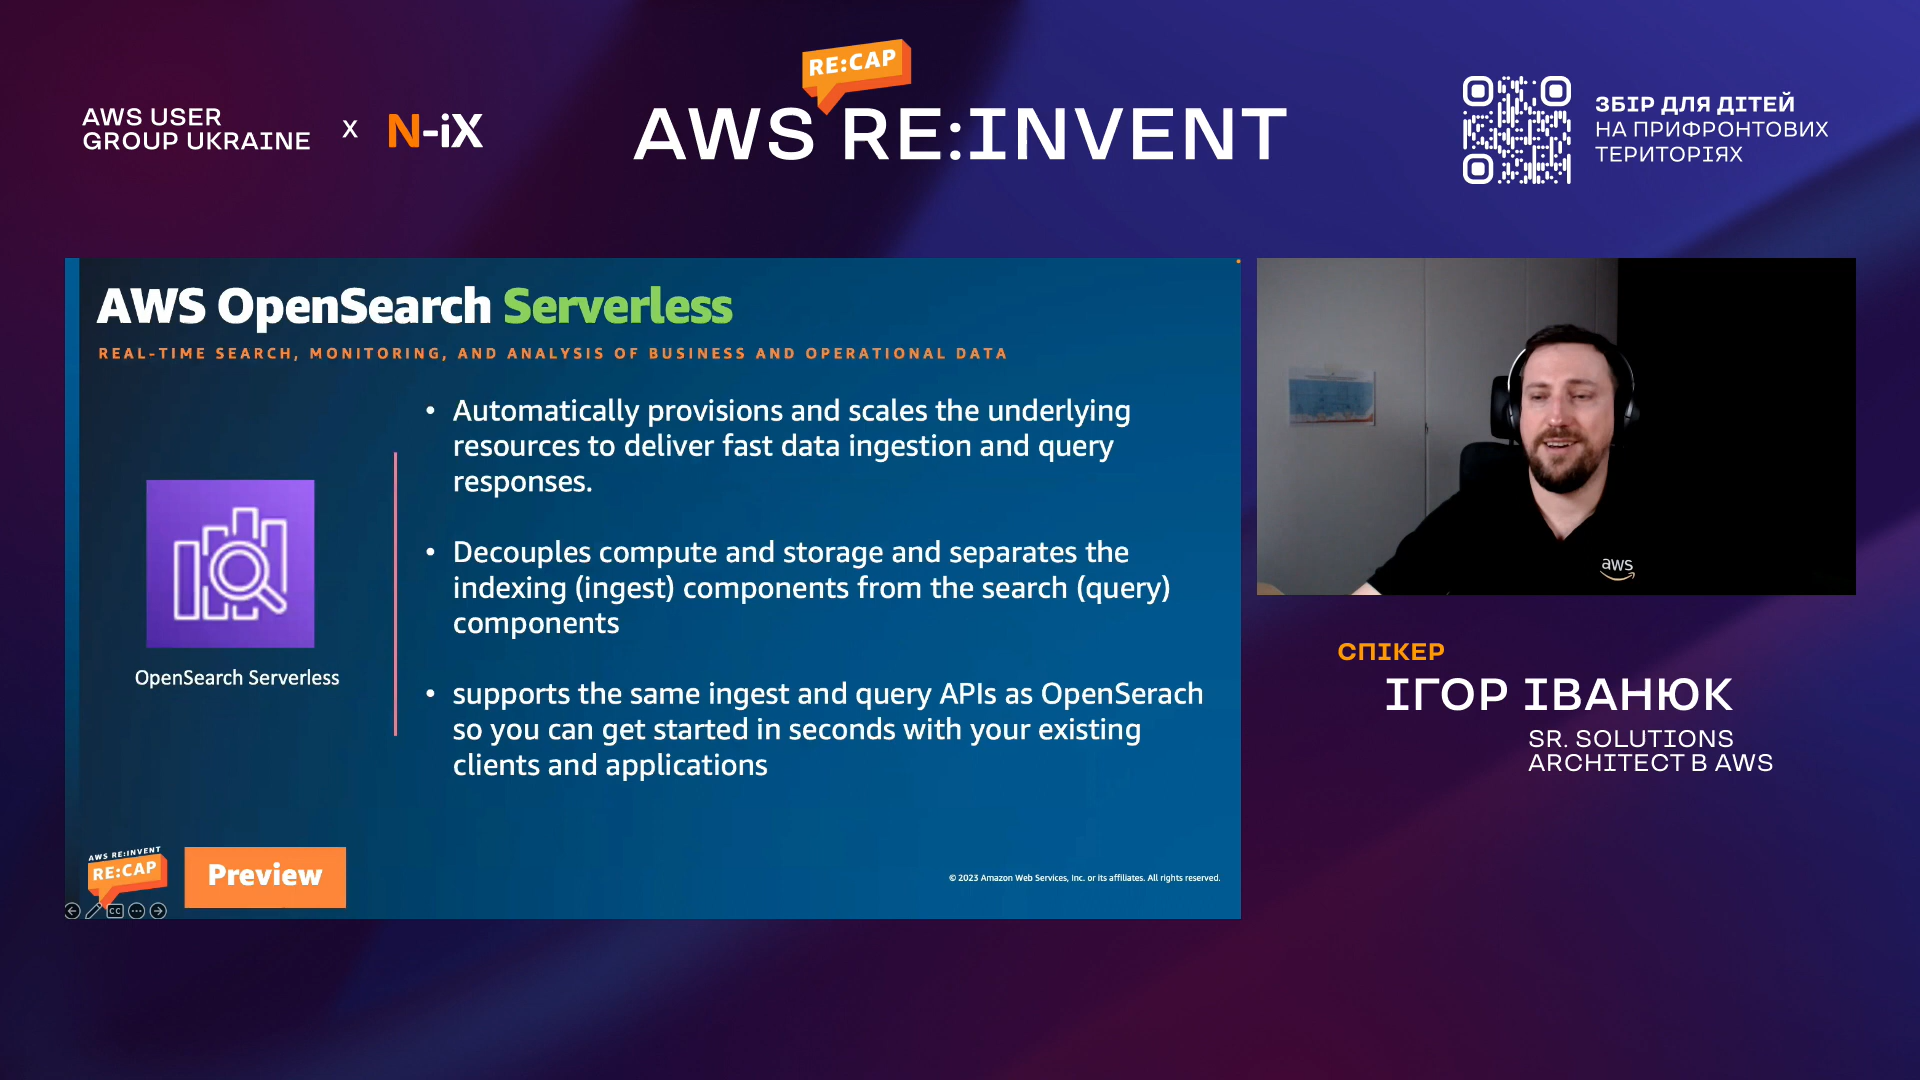 AWS USER
GROUP UKRAINE
X
N-iX
RE:CAP
AWS RE:INVENT
ЗБІР ДЛЯ ДІТЕЙ
НА ПРИФРОНТОВИХ
ТЕРИТОРІЯХ
AWS OpenSearch Serverless
REAL-TIME SEARCH, MONITORING, AND ANALYSIS OF BUSINESS AND OPERATIONAL DATA
• Automatically provisions and scales the underlying
resources to deliver fast data ingestion and query
responses.
• Decouples compute and storage and separates the
indexing (ingest) components from the search (query)
components
• supports the same ingest and query APIs as OpenSerach
so you can get started in seconds with your existing
clients and applications
OpenSearch Serverless
AWS RE:INVENT
RE:CAP
Preview
CC
© 2023 Amazon Web Services, Inc. or its affiliates. All rights reserved.
aws
СПІКЕР
ІГОР ІВАНЮК
SR. SOLUTIONS
ARCHITECT В AWS